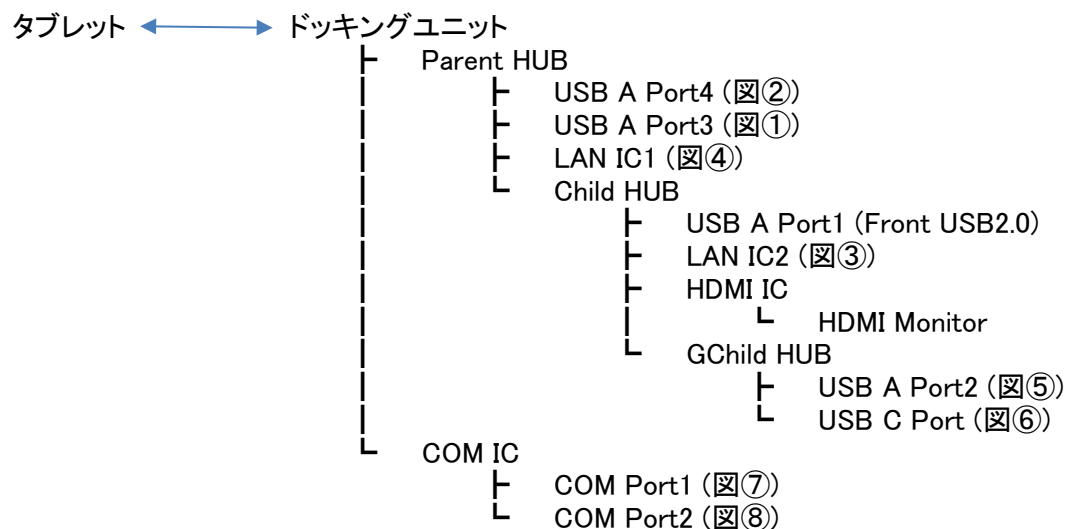 タブレット ドッキングユニット
Parent HUB
USB A Port4 (図②)
USB A Port3 (図①)
LAN IC1 (図④)
Child HUB
USB A Port1 (Front USB2.0)
LAN IC2 (図③)
HDMI IC
HDMI Monitor
GChild HUB
USB A Port2 (図⑤)
USB C Port (図⑥)
COM IC
COM Port1 (図⑦)
COM Port2 (図⑧)